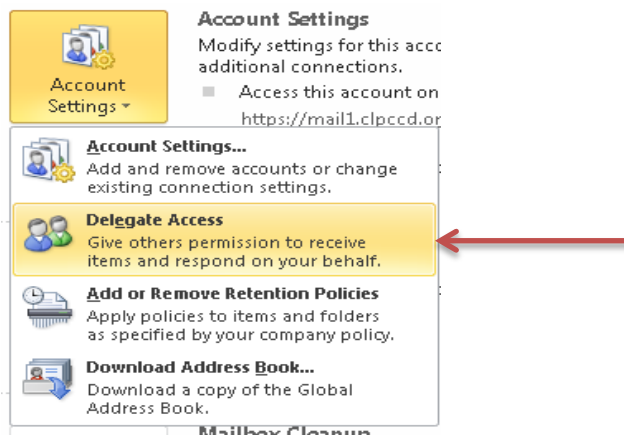 Account Settings
Modify settings for this acc
additional connections.
Access this account on
https://mail1.clpccd.or
Account
Settings
Account Settings...
Add and remove accounts or change
existing connection settings.
Delegate Access
Give others permission to receive
items and respond on your behalf.
Add or Remove Retention Policies
Apply policies to items and folders
as specified by your company policy.
Download Address Book...
Download a copy of the Global
Address Book.
Mailbox Cleanup